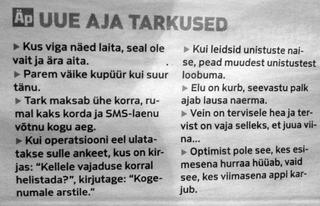 Äp UUE AJA TARKUSED
▶ Kus viga näed laita, seal ole
vait ja ära aita.
▶ Parem väike kupüür kui suur
tänu.
▶ Tark maksab ühe korra, ru-
mal kaks korda ja SMS-laenu
võtnu kogu aeg.
▶ Kui operatsiooni eel ulata-
takse sulle ankeet, kus on kir-
jas: "Kellele vajaduse korral
helistada?", kirjutage: "Koge-
numale arstile."
▶ Kui leidsid unistuste nai-
se, pead muudest unistustest
loobuma.
▶ Elu on kurb, seevastu palk
ajab lausa naerma.
▶ Vein on tervisele hea ja ter-
vist on vaja selleks, et juua vii-
na...
▶ Optimist pole see, kes esi-
mesena hurraa hüüab, vaid
see, kes viimasena appi kar-
jub.